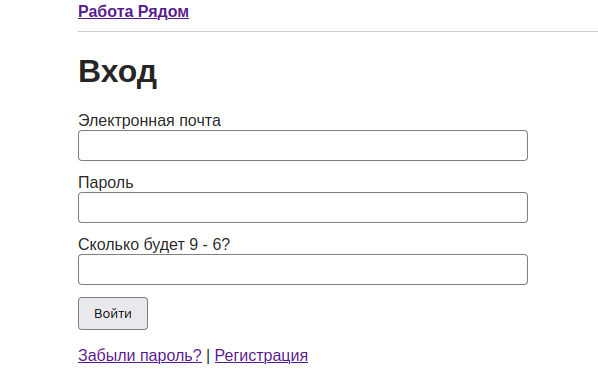 Работа Рядом
Вход
Электронная почта
Пароль
Сколько будет 9 - 6?
Войти
Забыли пароль? | Регистрация